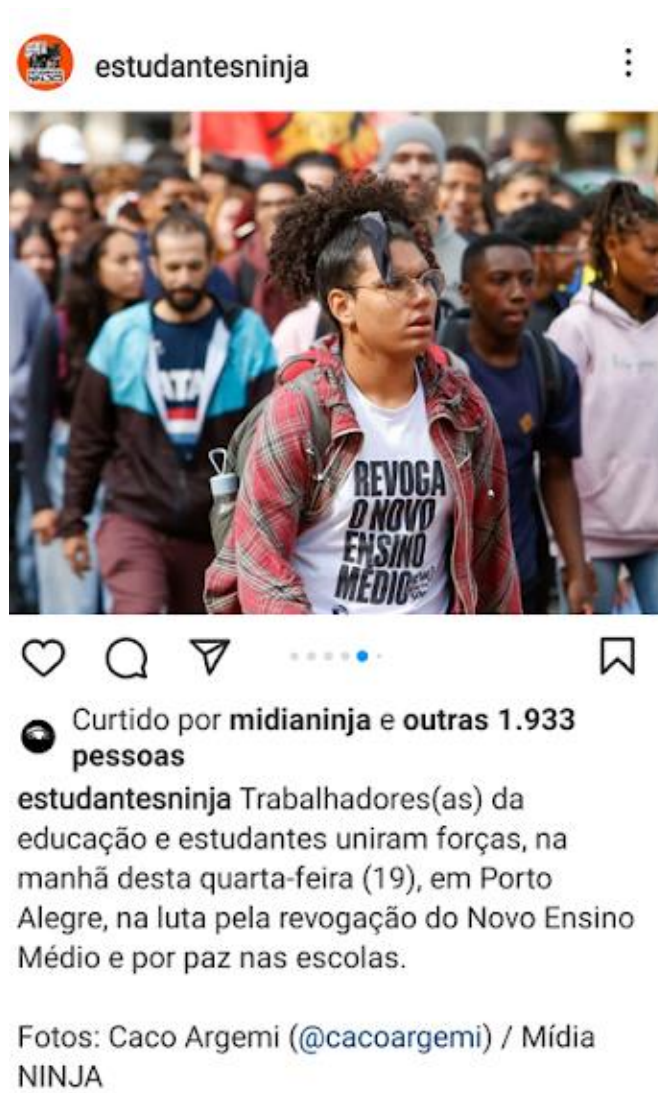 estudantesninja
ATA
REVOGA
O NOVO
ENSINO
MÉDIO
Curtido por midianinja e outras 1.933
pessoas
estudantesninja Trabalhadores(as) da
educação e estudantes uniram forças, na
manhã desta quarta-feira (19), em Porto
Alegre, na luta pela revogação do Novo Ensino
Médio e por paz nas escolas.
Fotos: Caco Argemi (@cacoargemi) / Mídia
NINJA